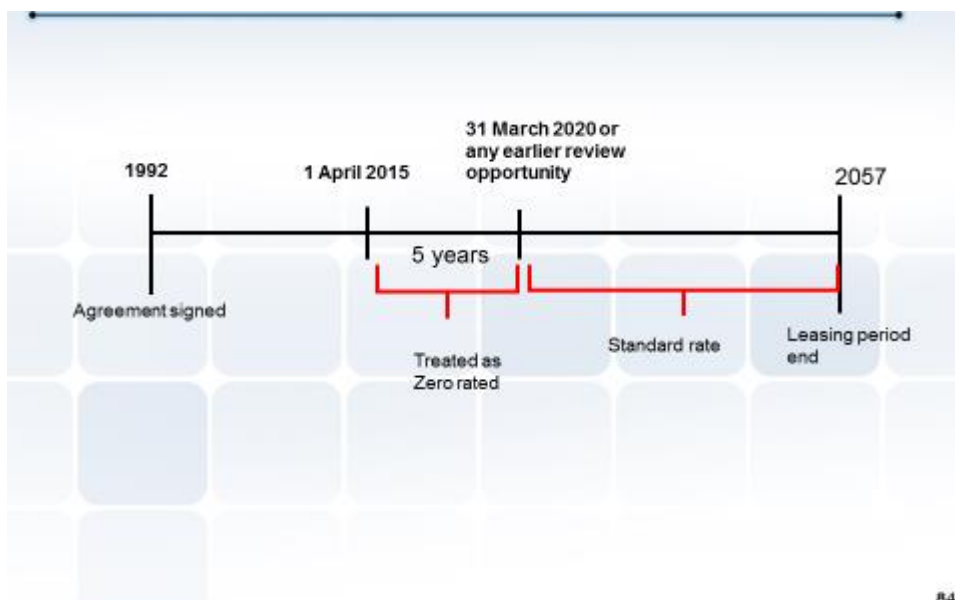 1992
1 April 2015
31 March 2020 or
any earlier review
opportunity
2057
5 years
Agreement signed
Treated as
Zero rated
Standard rate
Leasing period
end
84